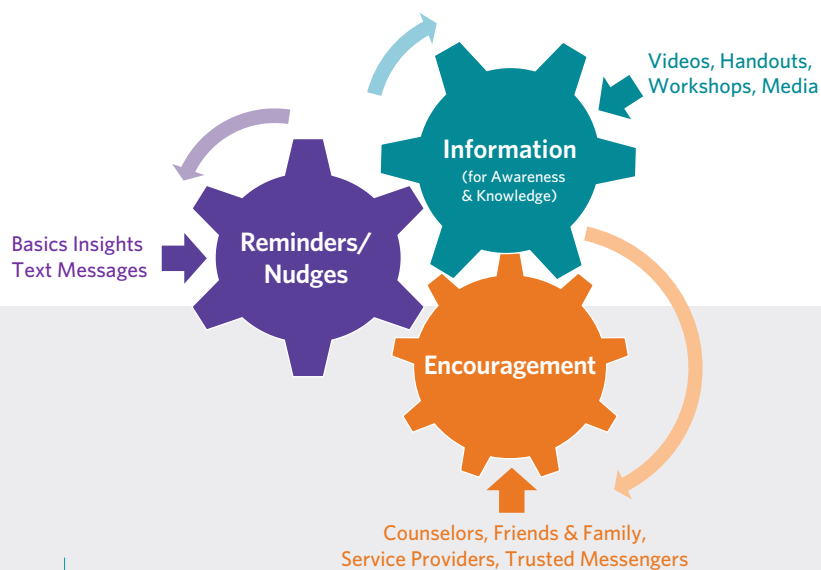 Videos, Handouts,
Workshops, Media
Information
(for Awareness
& Knowledge)
Reminders/
Nudges
Basics Insights
Text Messages
Encouragement
Counselors, Friends & Family,
Service Providers, Trusted Messengers